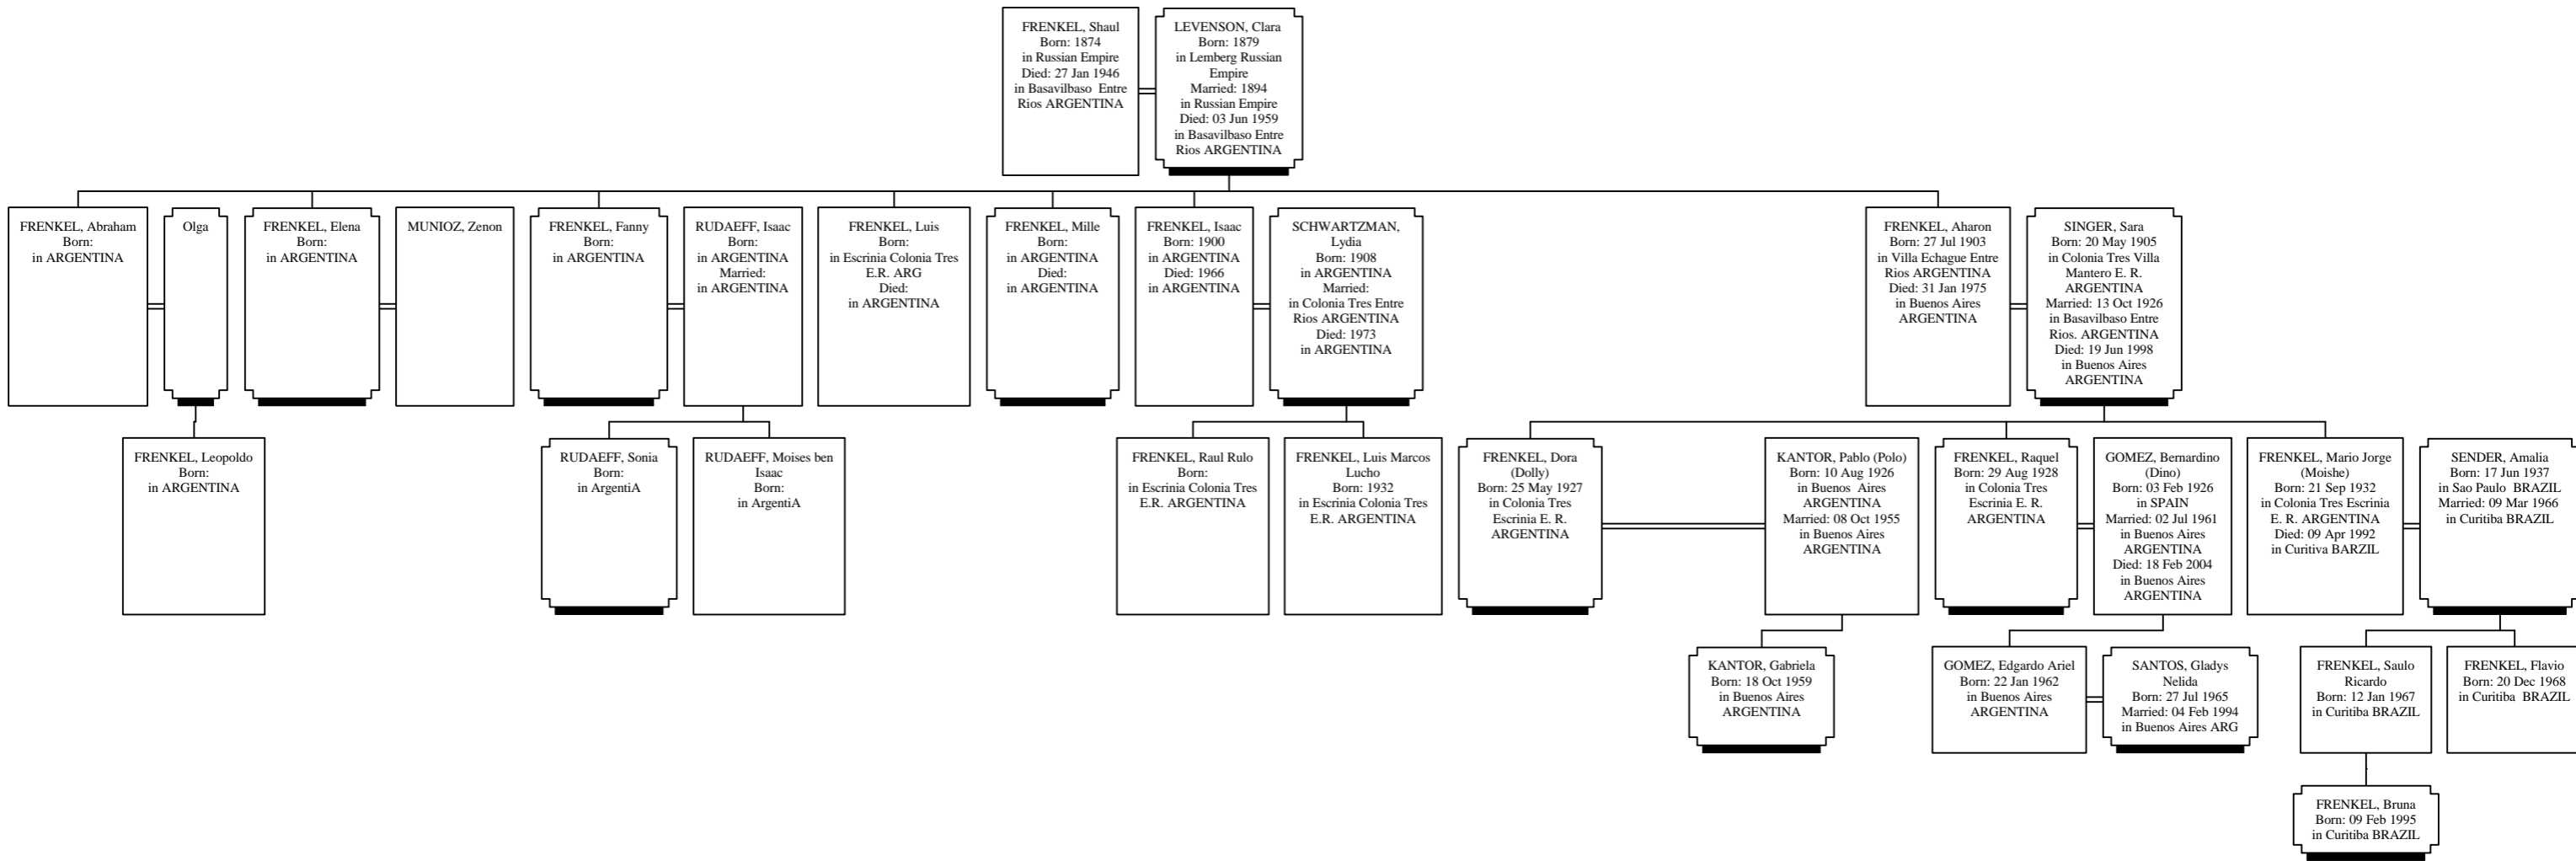 FRENKEL, Shaul
Born: 1874
in Russian Empire
Died: 27 Jan 1946
in Basavilbaso Entre
Rios ARGENTINA
LEVENSON, Clara
Born: 1879
in Lemberg Russian
Empire
Married: 1894
in Russian Empire
Died: 03 Jun 1959
in Basavilbaso Entre
Rios ARGENTINA
FRENKEL, Abraham
Born:
in ARGENTINA
Olga
FRENKEL, Elena
Born:
in ARGENTINA
MUNIOZ, Zenon
FRENKEL, Fanny
Born:
in ARGENTINA
RUDAEFF, Isaac
Born:
in ARGENTINA
Married:
in ARGENTINA
FRENKEL, Luis
Born:
in Escrinia Colonia Tres
E.R. ARG
Died:
in ARGENTINA
FRENKEL, Mille
Born:
in ARGENTINA
Died:
in ARGENTINA
FRENKEL, Isaac
Born: 1900
in ARGENTINA
Died: 1966
in ARGENTINA
SCHWARTZMAN,
Lydia
Born: 1908
in ARGENTINA
Married:
in Colonia Tres Entre
Rios ARGENTINA
Died: 1973
in ARGENTINA
FRENKEL, Aharon
Born: 27 Jul 1903
in Villa Echague Entre
Rios ARGENTINA
Died: 31 Jan 1975
in Buenos Aires
ARGENTINA
SINGER, Sara
Born: 20 May 1905
in Colonia Tres Villa
Mantero E. R.
ARGENTINA
Married: 13 Oct 1926
in Basavilbaso Entre
Rios. ARGENTINA
Died: 19 Jun 1998
in Buenos Aires
ARGENTINA
FRENKEL, Leopoldo
Born:
in ARGENTINA
RUDAEFF, Sonia
Born:
in ArgentiA
RUDAEFF, Moises ben
Isaac
Born:
in ArgentiA
FRENKEL, Raul Rulo
Born:
in Escrinia Colonia Tres
E.R. ARGENTINA
FRENKEL, Luis Marcos
Lucho
Born: 1932
in Escrinia Colonia Tres
E.R. ARGENTINA
FRENKEL, Dora
(Dolly)
Born: 25 May 1927
in Colonia Tres
Escrinia E. R.
ARGENTINA
KANTOR, Pablo (Polo)
Born: 10 Aug 1926
in Buenos Aires
ARGENTINA
Married: 08 Oct 1955
in Buenos Aires
ARGENTINA
FRENKEL, Raquel
Born: 29 Aug 1928
in Colonia Tres
Escrinia E. R.
ARGENTINA
GOMEZ, Bernardino
(Dino)
Born: 03 Feb 1926
in SPAIN
Married: 02 Jul 1961
in Buenos Aires
ARGENTINA
Died: 18 Feb 2004
in Buenos Aires
ARGENTINA
FRENKEL, Mario Jorge
(Moishe)
Born: 21 Sep 1932
in Colonia Tres Escrinia
E. R. ARGENTINA
Died: 09 Apr 1992
in Curitiva BARZIL
SENDER, Amalia
Born: 17 Jun 1937
in Sao Paulo BRAZIL
Married: 09 Mar 1966
in Curitiba BRAZIL
KANTOR, Gabriela
Born: 18 Oct 1959
in Buenos Aires
ARGENTINA
GOMEZ, Edgardo Ariel
Born: 22 Jan 1962
in Buenos Aires
ARGENTINA
SANTOS, Gladys
Nelida
Born: 27 Jul 1965
Married: 04 Feb 1994
in Buenos Aires ARG
FRENKEL, Saulo
Ricardo
Born: 12 Jan 1967
in Curitiba BRAZIL
FRENKEL, Flavio
Born: 20 Dec 1968
in Curitiba BRAZIL
FRENKEL, Bruna
Born: 09 Feb 1995
in Curitiba BRAZIL